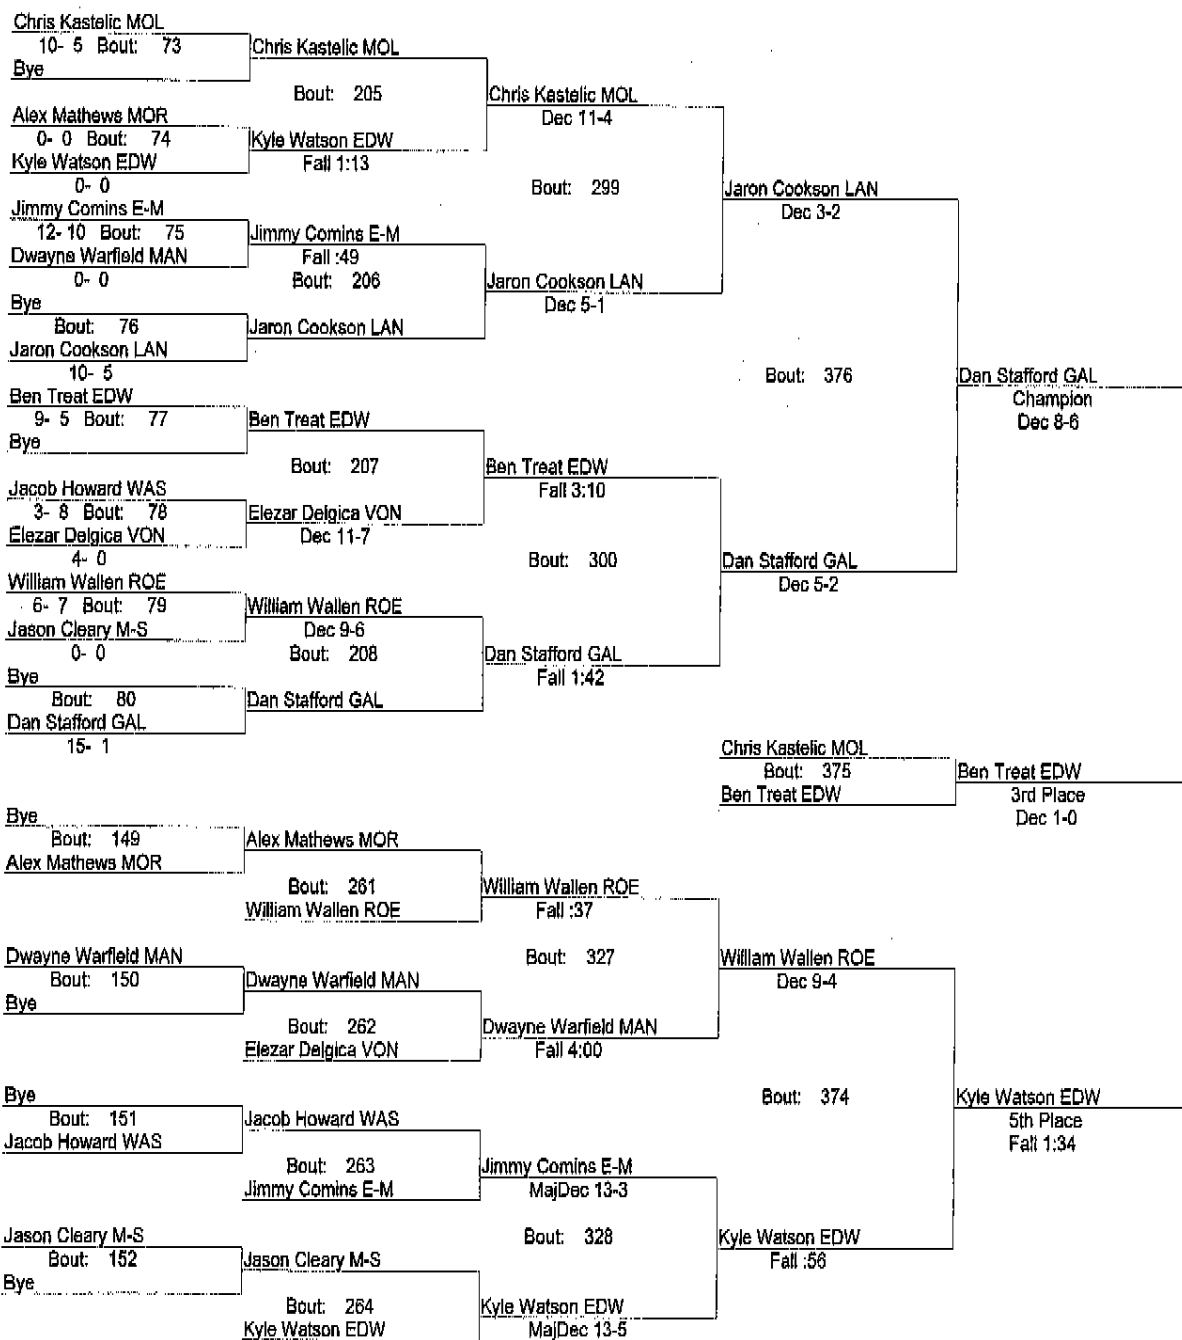 Chris Kastelic MOL
10- 5 Bout: 73
Bye
Chris Kastelic MOL
Bout: 205
Alex Mathews MOR
0- 0 Bout: 74
Kyle Watson EDW
0- 0
Kyle Watson EDW
Fall 1:13
Chris Kastelic MOL
Dec 11-4
Bout: 299
Jimmy Comins E-M
12- 10 Bout: 75
Dwayne Warfield MAN
0- 0
Jimmy Comins E-M
Fall :49
Bout: 206
Bye
Bout: 76
Jaron Cookson LAN
10- 5
Jaron Cookson LAN
Jaron Cookson LAN
Dec 5-1
Jaron Cookson LAN
Dec 3-2
Bout: 376
Dan Stafford GAL
Champion
Dec 8-6
Ben Treat EDW
9- 5 Bout: 77
Bye
Ben Treat EDW
Bout: 207
Jacob Howard WAS
3- 8 Bout: 78
Elezar Delgica VON
4- 0
Elezar Delgica VON
Dec 11-7
Ben Treat EDW
Fall 3:10
Bout: 300
William Wallen ROE
6- 7 Bout: 79
Jason Cleary M-S
0- 0
William Wallen ROE
Dec 9-6
Bout: 208
Bye
Bout: 80
Dan Stafford GAL
15- 1
Dan Stafford GAL
Dan Stafford GAL
Fall 1:42
Dan Stafford GAL
Dec 5-2
Chris Kastelic MOL
Bout: 375
Ben Treat EDW
Ben Treat EDW
3rd Place
Dec 1-0
Bye
Bout: 149
Alex Mathews MOR
Alex Mathews MOR
Bout: 261
William Wallen ROE
William Wallen ROE
Fall :37
Bout: 327
Dwayne Warfield MAN
Bout: 150
Bye
Dwayne Warfield MAN
Bout: 262
Elezar Delgica VON
Dwayne Warfield MAN
Fall 4:00
William Wallen ROE
Dec 9-4
Bout: 374
Kyle Watson EDW
5th Place
Fall 1:34
Bye
Bout: 151
Jacob Howard WAS
Jacob Howard WAS
Bout: 263
Jimmy Comins E-M
Jimmy Comins E-M
MajDec 13-3
Bout: 328
Jason Cleary M-S
Bout: 152
Bye
Jason Cleary M-S
Bout: 264
Kyle Watson EDW
Kyle Watson EDW
MajDec 13-5
Kyle Watson EDW
Fall :56